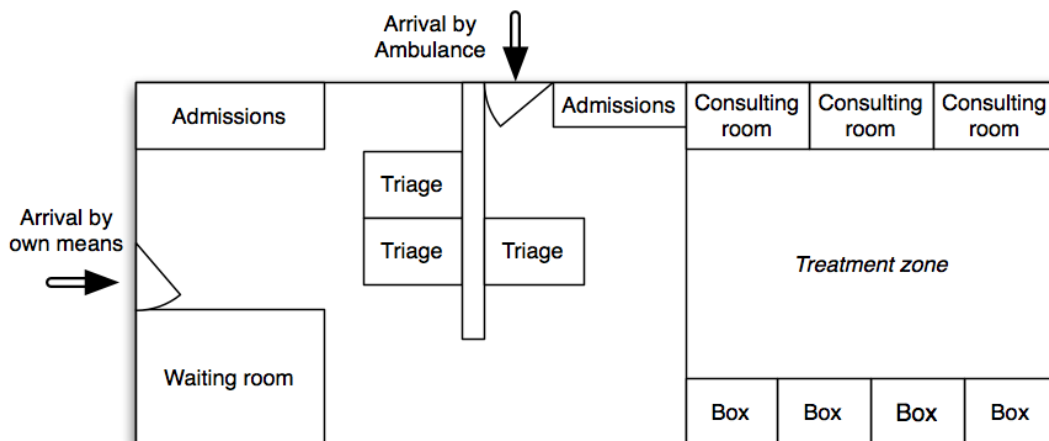 Arrival by
Ambulance
Admissions
Admissions
Consulting
room
Consulting
room
Consulting
room
Triage
Arrival by
own means
Triage
Triage
Treatment zone
Waiting room
Box
Box
Box
Box